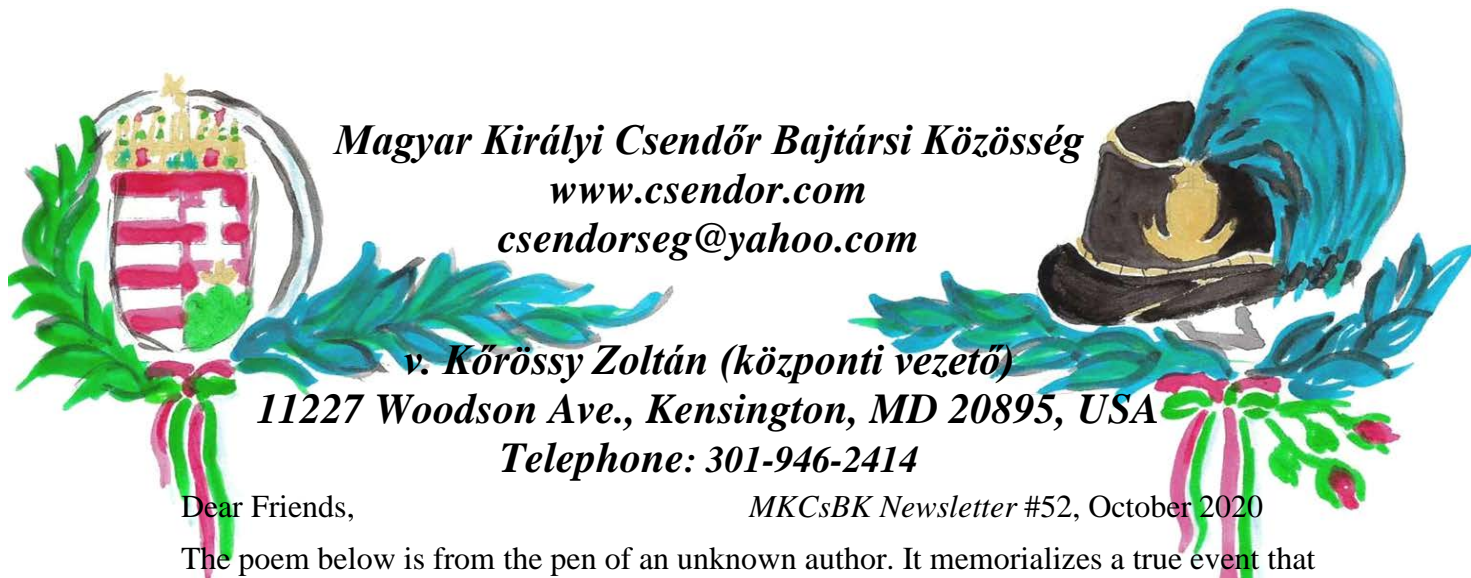 Magyar Királyi Csendőr Bajtársi Közösség
www.csendor.com
csendorseg@yahoo.com
v. Kőrössy Zoltán (központi vezető)
11227 Woodson Ave., Kensington, MD 20895, USA
Telephone: 301-946-2414
Dear Friends, MKCsBK Newsletter #52, October 2020
The poem below is from the pen of an unknown author. It memorializes a true event that